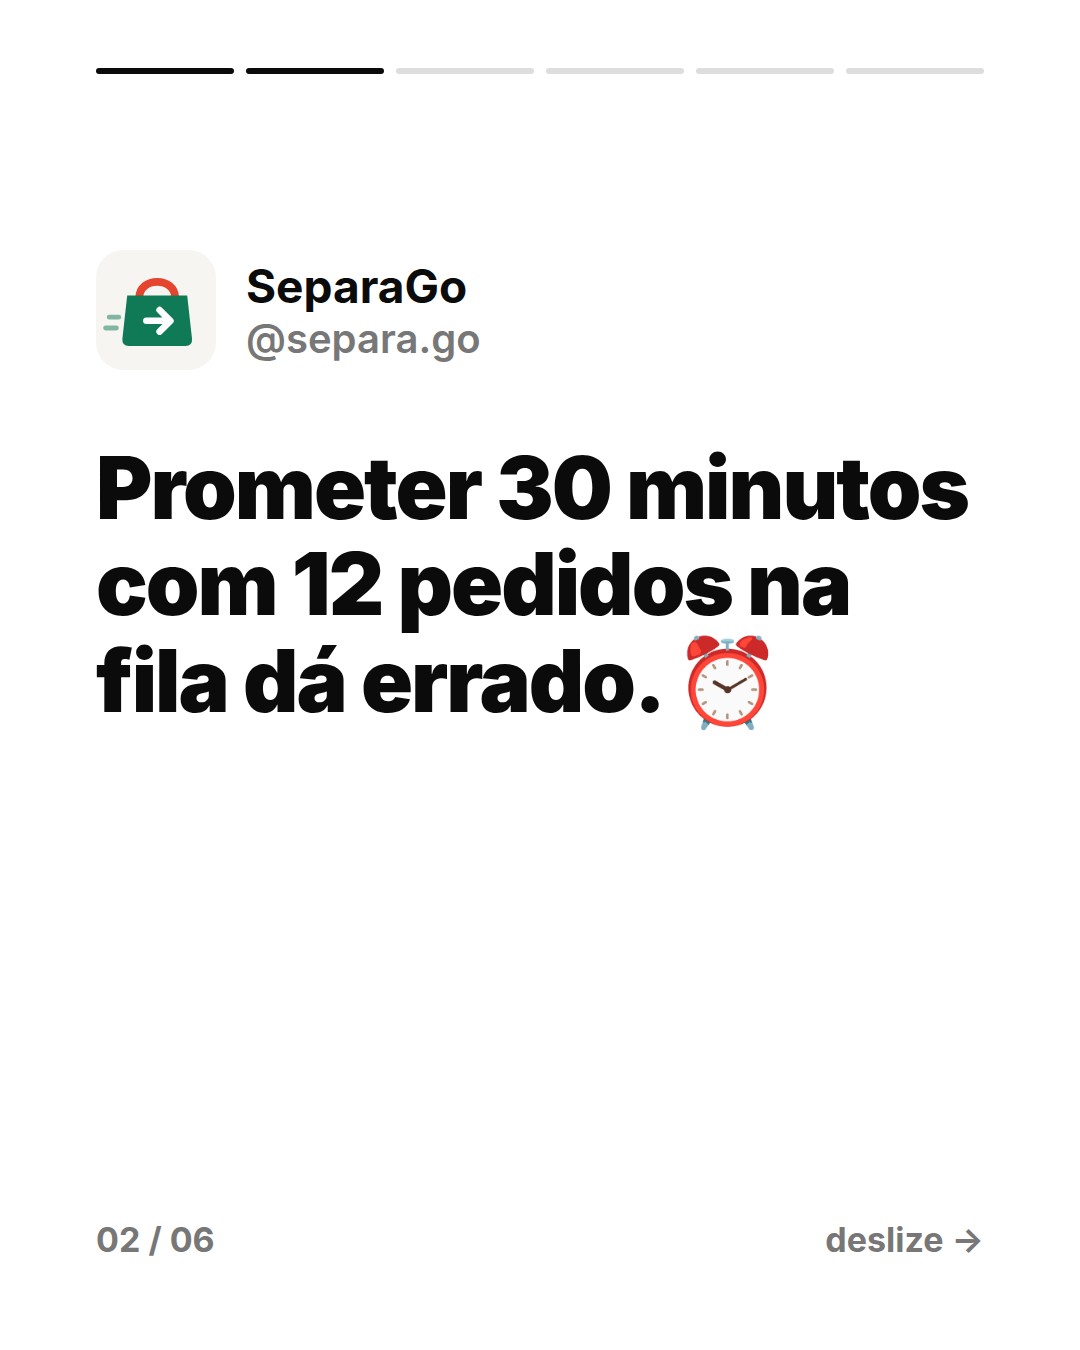 SeparaGo
@separa.go
Prometer 30 minutos
com 12 pedidos na
fila dá errado. ⏰
02 / 06
deslize →